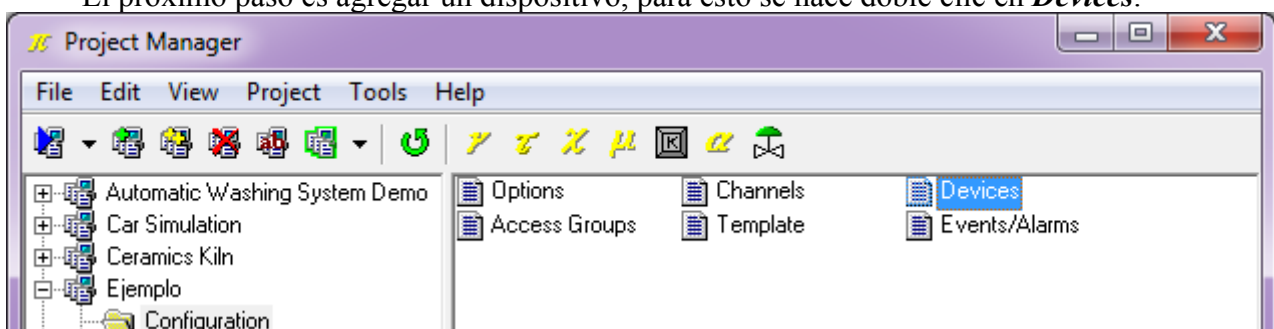 El próximo paso es agregar un dispositivo, para esto se hace doble clic en Devices.
Project Manager
File Edit View Project Tools Help
Automatic Washing System Demo
Car Simulation
Ceramics Kiln
Ejemplo
Configuration
Options Channels Devices
Access Groups Template Events/Alarms